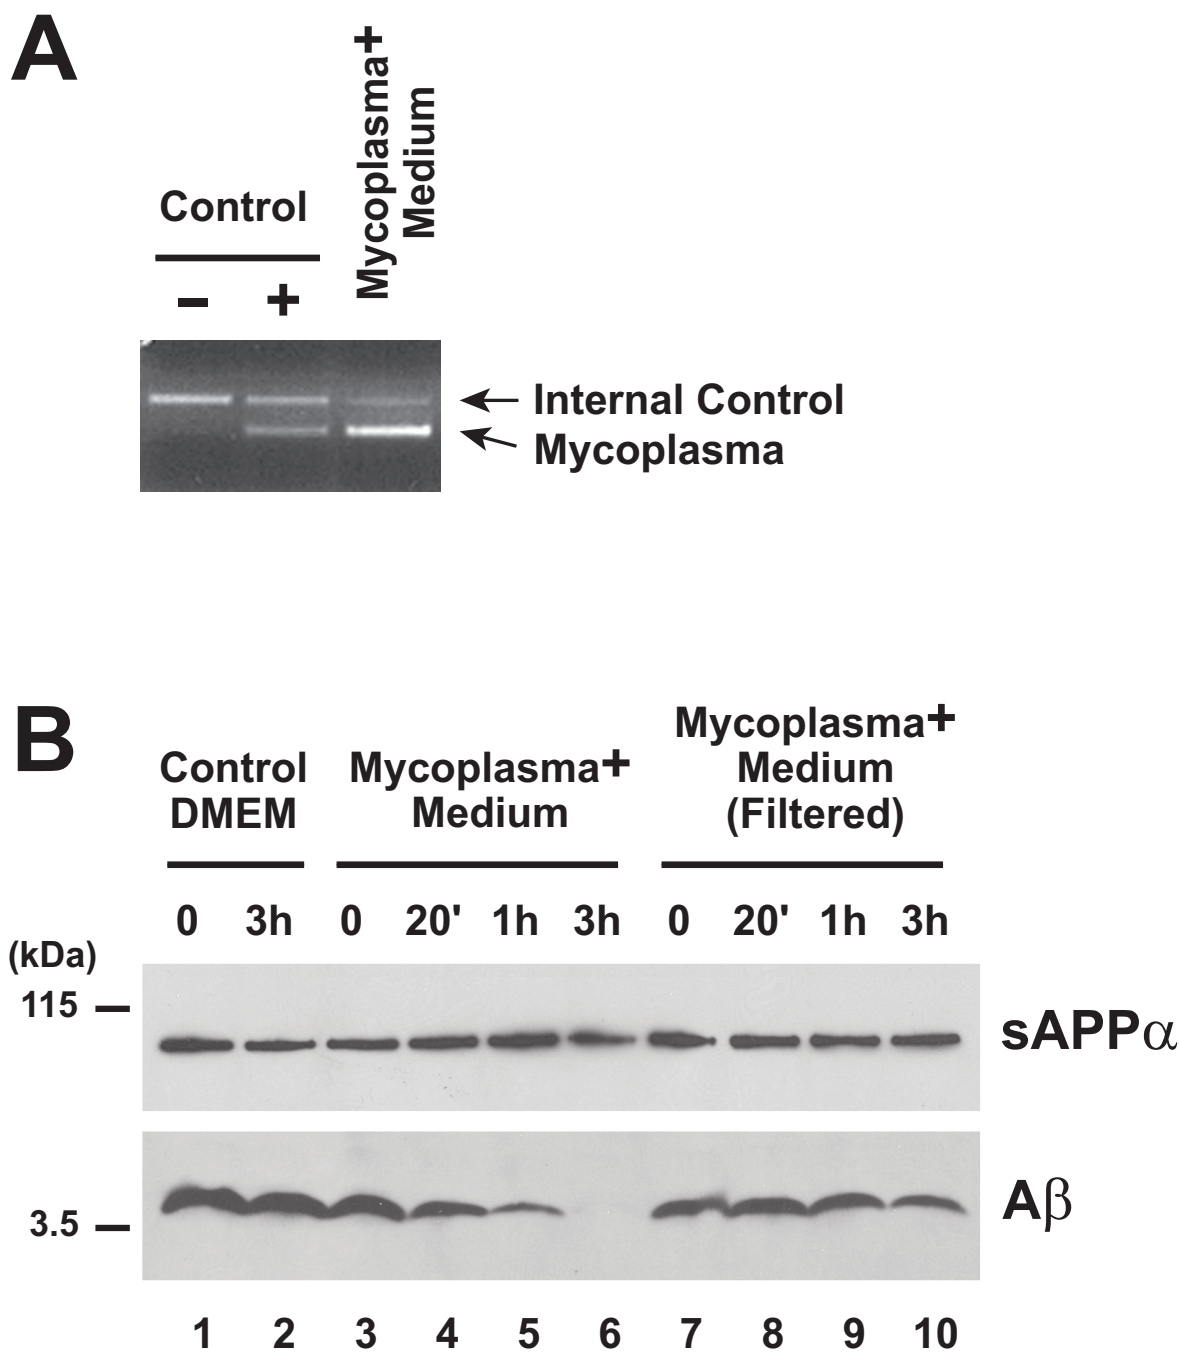 A
Mycoplasma+
Medium
Control
– +
Internal Control
Mycoplasma
B
Control
DMEM
Mycoplasma+
Medium
Mycoplasma+
Medium
(Filtered)
0 3h 0 20' 1h 3h 0 20' 1h 3h
(kDa)
115
sAPPα
3.5
Aβ
1 2 3 4 5 6 7 8 9 10